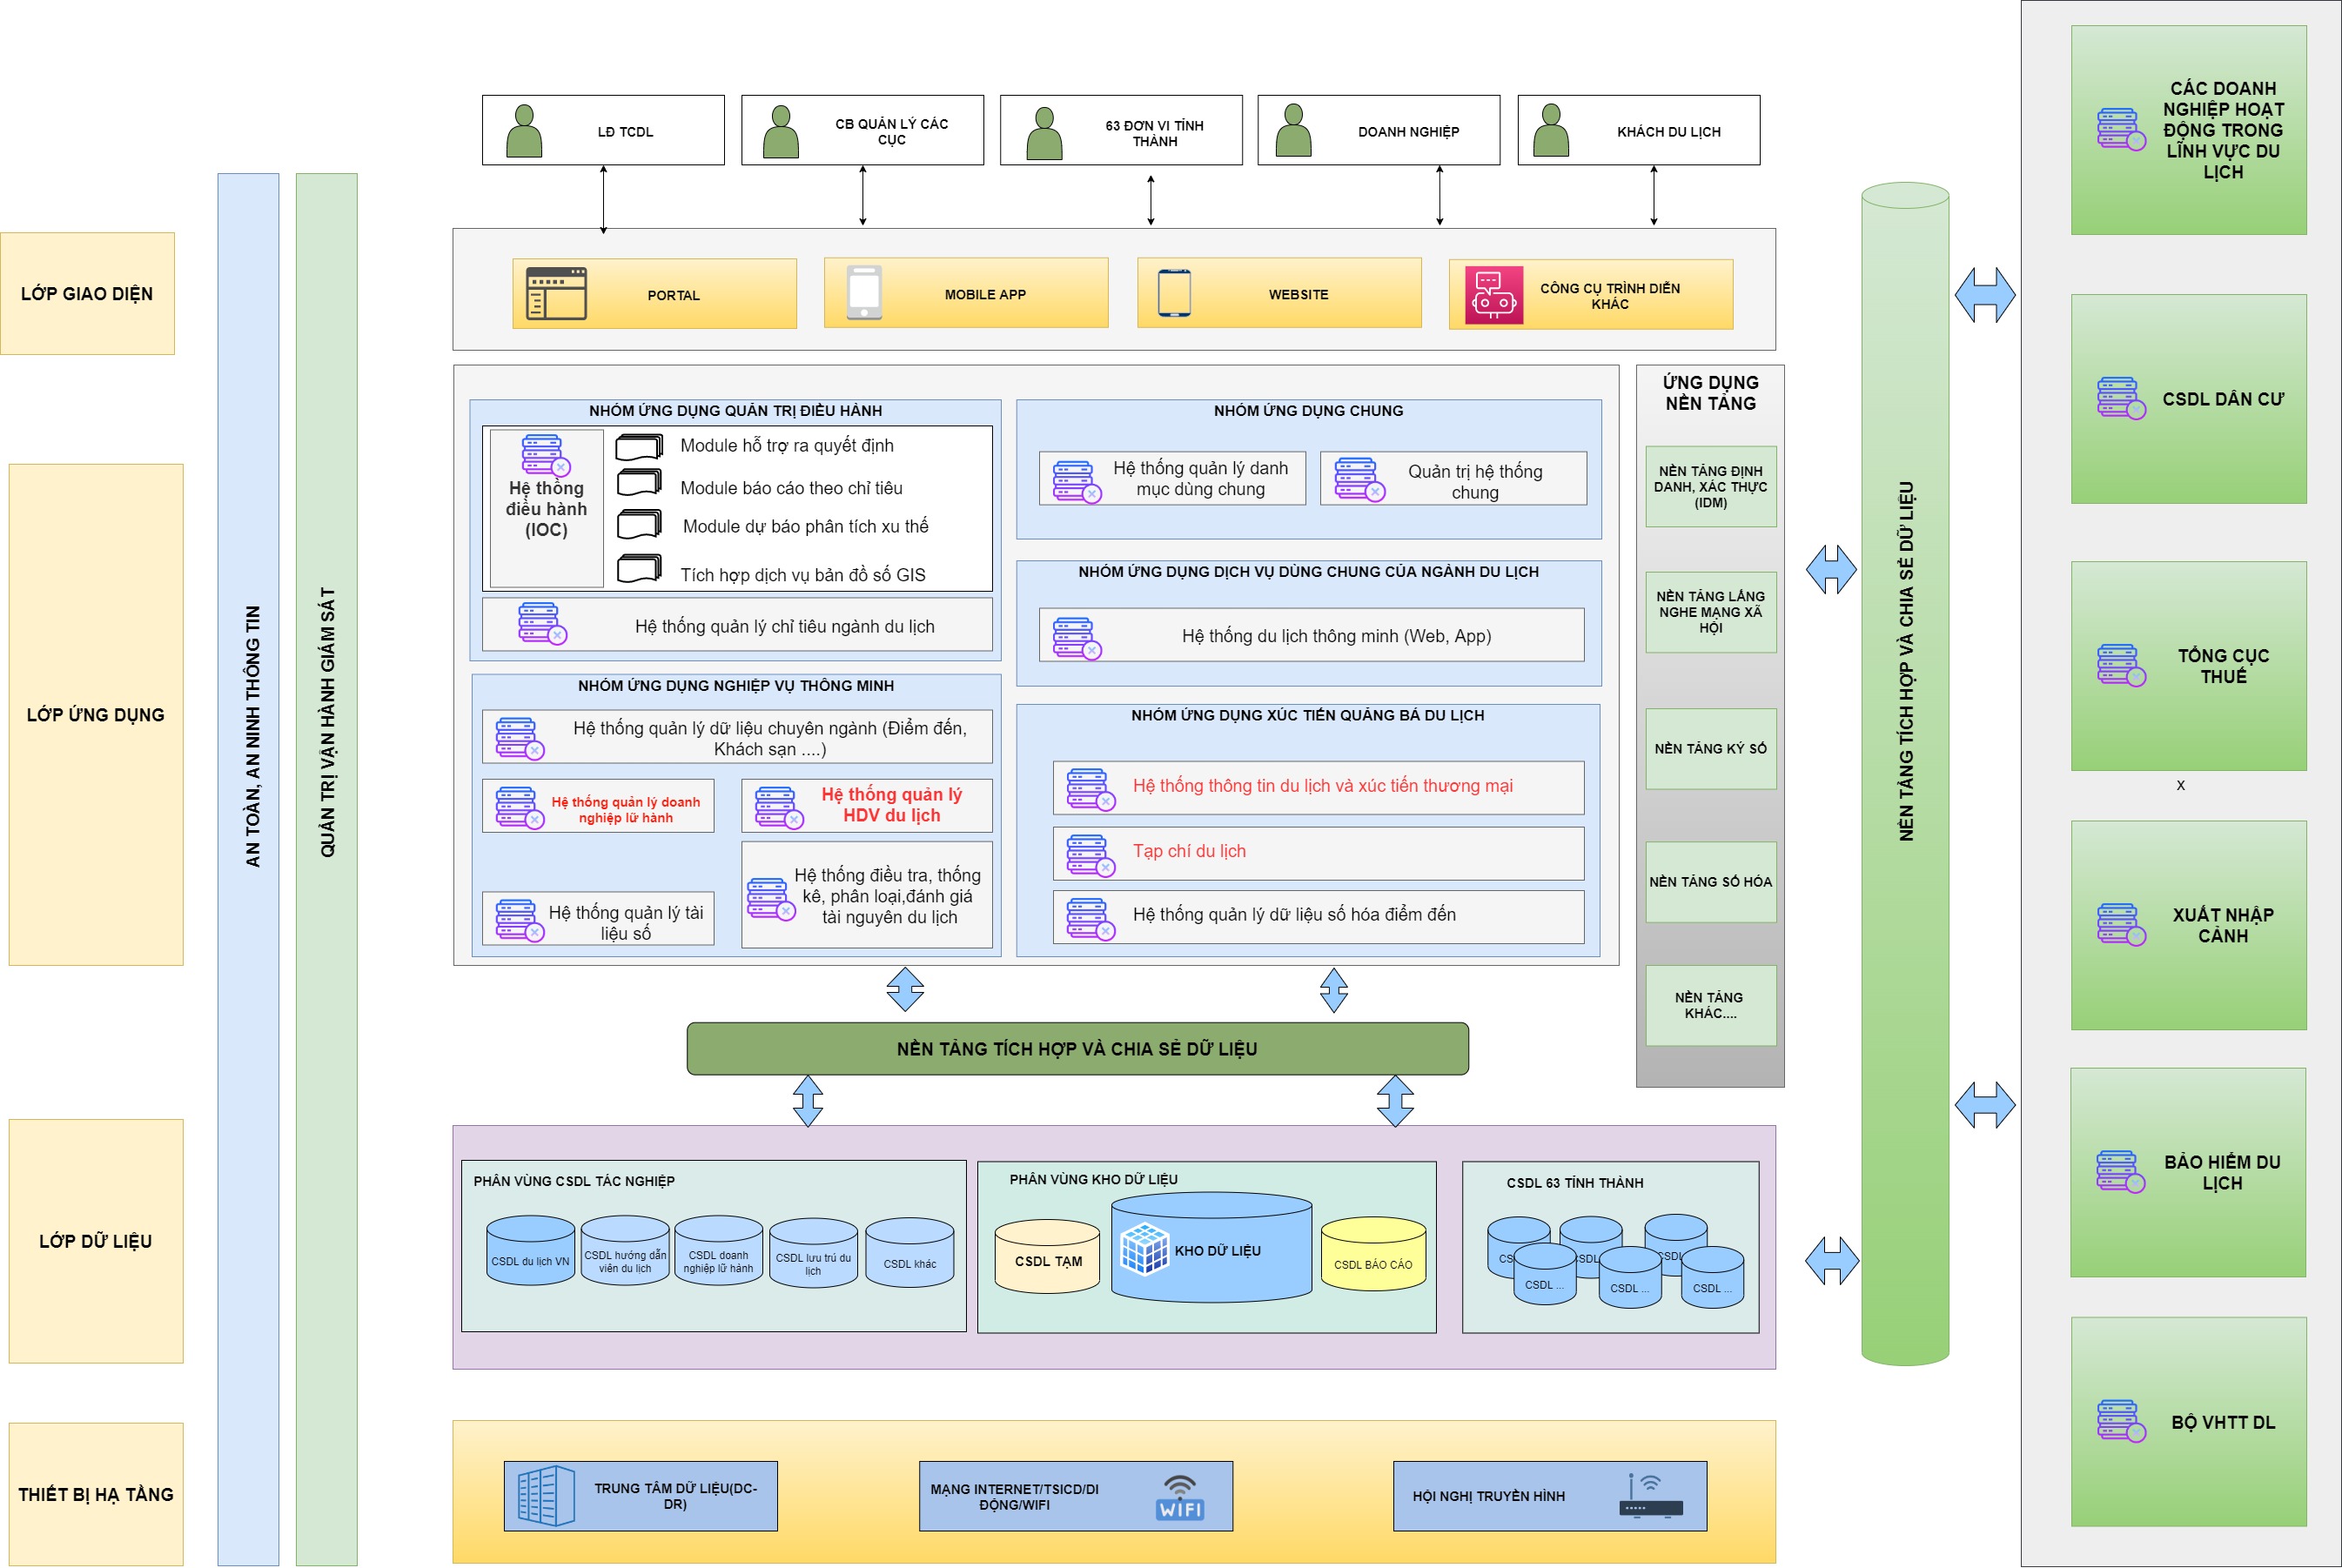 LĐ TCDL
CB QUẢN LÝ CÁC
CỤC
63 ĐƠN VI TỈNH
THÀNH
DOANH NGHIỆP
KHÁCH DU LỊCH
LỚP GIAO DIỆN
PORTAL
MOBILE APP
WEBSITE
CÔNG CỤ TRÌNH DIỄN
KHÁC
AN TOÀN, AN NINH THÔNG TIN
QUẢN TRỊ VẬN HÀNH GIÁM SÁT
LỚP ỨNG DỤNG
NHÓM ỨNG DỤNG QUẢN TRỊ ĐIỀU HÀNH
Hệ thống
điều hành
(IOC)
Module hỗ trợ ra quyết định
Module báo cáo theo chỉ tiêu
Module dự báo phân tích xu thế
Tích hợp dịch vụ bản đồ số GIS
Hệ thống quản lý chỉ tiêu ngành du lịch
NHÓM ỨNG DỤNG NGHIỆP VỤ THÔNG MINH
Hệ thống quản lý dữ liệu chuyên ngành (Điểm đến,
Khách sạn ....)
Hệ thống quản lý doanh
nghiệp lữ hành
Hệ thống quản lý
HDV du lịch
Hệ thống quản lý tài
liệu số
Hệ thống điều tra, thống
kê, phân loại,đánh giá
tài nguyên du lịch
NHÓM ỨNG DỤNG CHUNG
Hệ thống quản lý danh
mục dùng chung
Quản trị hệ thống
chung
NHÓM ỨNG DỤNG DỊCH VỤ DÙNG CHUNG CỦA NGÀNH DU LỊCH
Hệ thống du lịch thông minh (Web, App)
NHÓM ỨNG DỤNG XÚC TIẾN QUẢNG BÁ DU LỊCH
Hệ thống thông tin du lịch và xúc tiến thương mại
Tạp chí du lịch
Hệ thống quản lý dữ liệu số hóa điểm đến
ỨNG DỤNG
NỀN TẢNG
NỀN TẢNG ĐỊNH
DANH, XÁC THỰC
(IDM)
NỀN TẢNG LẮNG
NGHE MẠNG XÃ
HỘI
NỀN TẢNG KÝ SỐ
NỀN TẢNG SỐ HÓA
NỀN TẢNG
KHÁC....
NỀN TẢNG TÍCH HỢP VÀ CHIA SẺ DỮ LIỆU
NỀN TẢNG TÍCH HỢP VÀ CHIA SẺ DỮ LIỆU
LỚP DỮ LIỆU
PHÂN VÙNG CSDL TÁC NGHIỆP
CSDL du lịch VN
CSDL hướng dẫn
viên du lịch
CSDL doanh
nghiệp lữ hành
CSDL lưu trú du
lịch
CSDL khác
PHÂN VÙNG KHO DỮ LIỆU
CSDL TẠM
KHO DỮ LIỆU
CSDL BÁO CÁO
CSDL 63 TỈNH THÀNH
CSDL ...
CSDL ...
CSDL ...
THIẾT BỊ HẠ TẦNG
TRUNG TÂM DỮ LIỆU(DC-
DR)
MẠNG INTERNET/TSICD/DI
ĐỘNG/WIFI
WIFI
HỘI NGHỊ TRUYỀN HÌNH
CÁC DOANH
NGHIỆP HOẠT
ĐỘNG TRONG
LĨNH VỰC DU
LỊCH
CSDL DÂN CƯ
TỔNG CỤC
THUẾ
x
XUẤT NHẬP
CẢNH
BẢO HIỂM DU
LỊCH
BỘ VHTT DL